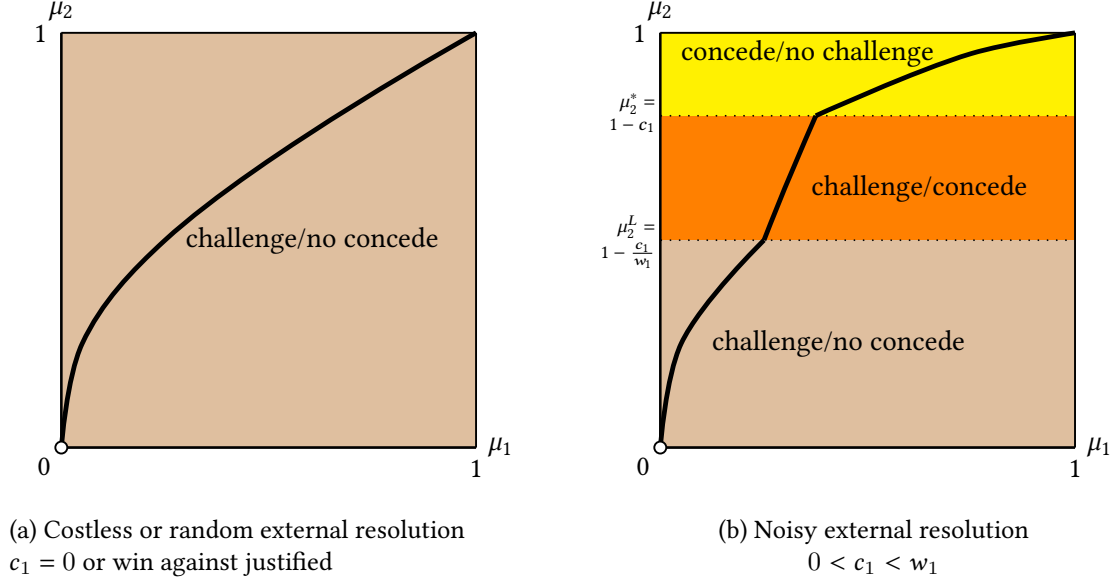 μ₂
1
challenge/no concede
0
1
μ₁
(a) Costless or random external resolution
c₁ = 0 or win against justified
μ₂
1
concede/no challenge
μ₂* =
1 − c₁
challenge/concede
μ₂ᴸ =
1 − c₁/w₁
challenge/no concede
0
1
μ₁
(b) Noisy external resolution
0 < c₁ < w₁